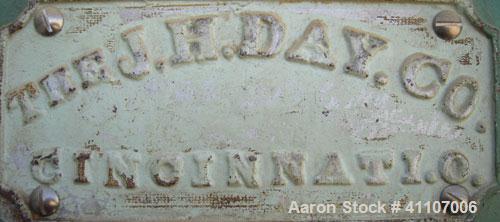 THE J.H.DAY.CO.
CINCINNATI.O.
Aaron Stock # 41107006